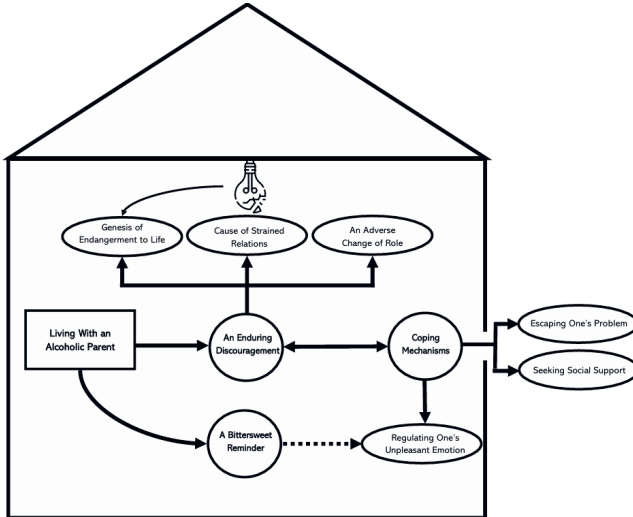 Genesis of
Endangerment to Life
Cause of Strained
Relations
An Adverse
Change of Role
Living With an
Alcoholic Parent
An Enduring
Discouragement
Coping
Mechanisms
Escaping One's Problem
Seeking Social Support
A Bittersweet
Reminder
Regulating One's
Unpleasant Emotion